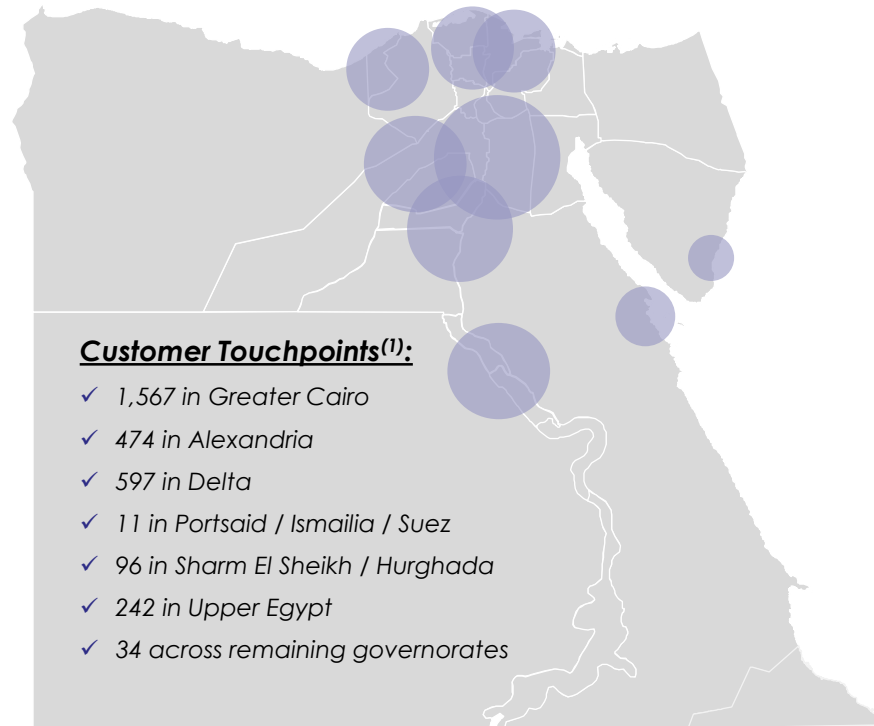 Customer Touchpoints(1):
✓ 1,567 in Greater Cairo
✓ 474 in Alexandria
✓ 597 in Delta
✓ 11 in Portsaid / Ismailia / Suez
✓ 96 in Sharm El Sheikh / Hurghada
✓ 242 in Upper Egypt
✓ 34 across remaining governorates